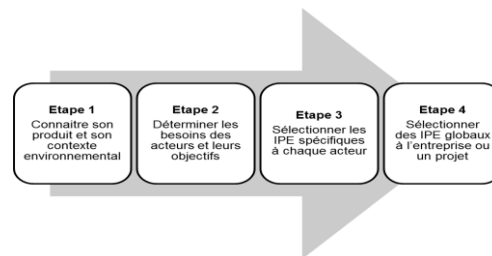 Etape 1
Connaitre son
produit et son
contexte
environnemental
Etape 2
Déterminer les
besoins des
acteurs et leurs
objectifs
Etape 3
Sélectionner les
IPE spécifiques
à chaque acteur
Etape 4
Sélectionner
des IPE globaux
à l'entreprise ou
un projet